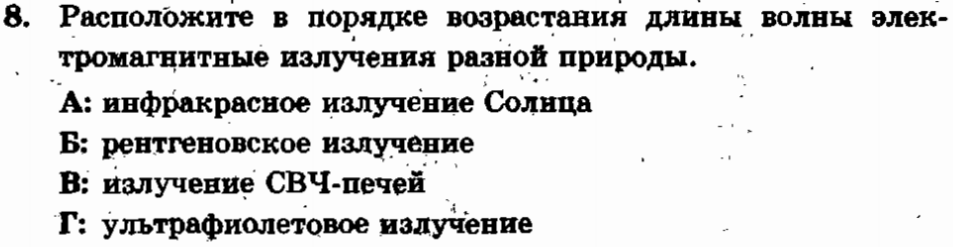 8. Расположите в порядке возрастания длины волны элек-
тромагнитные излучения разной природы.
А: инфракрасное излучение Солнца
Б: рентгеновское излучение
В: излучение СВЧ-печей
Г: ультрафиолетовое излучение